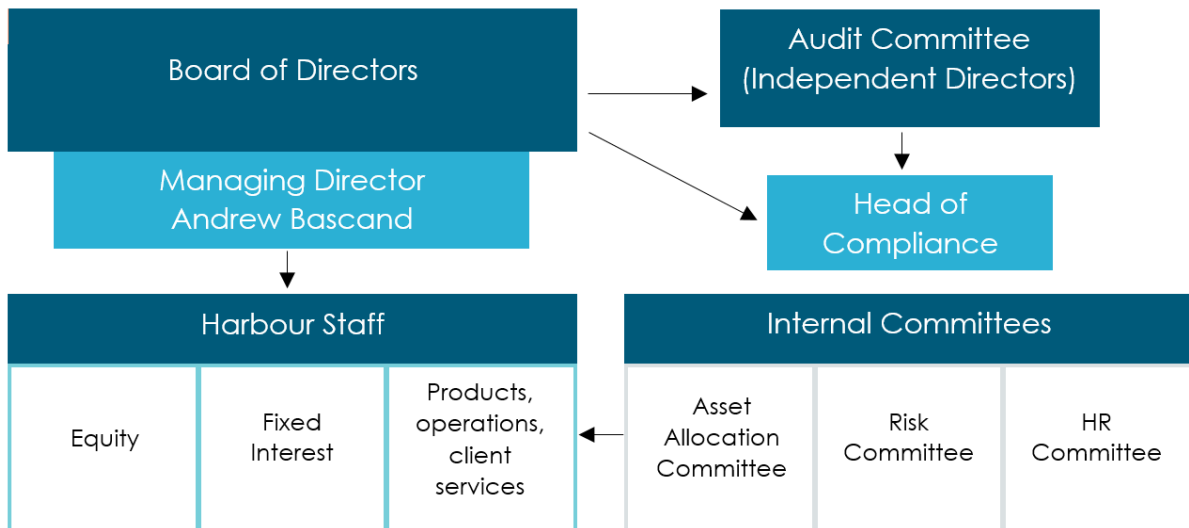 Board of Directors
Audit Committee
(Independent Directors)
Managing Director
Andrew Bascand
Head of
Compliance
Harbour Staff
Equity
Fixed
Interest
Products,
operations,
client
services
Internal Committees
Asset
Allocation
Committee
Risk
Committee
HR
Committee